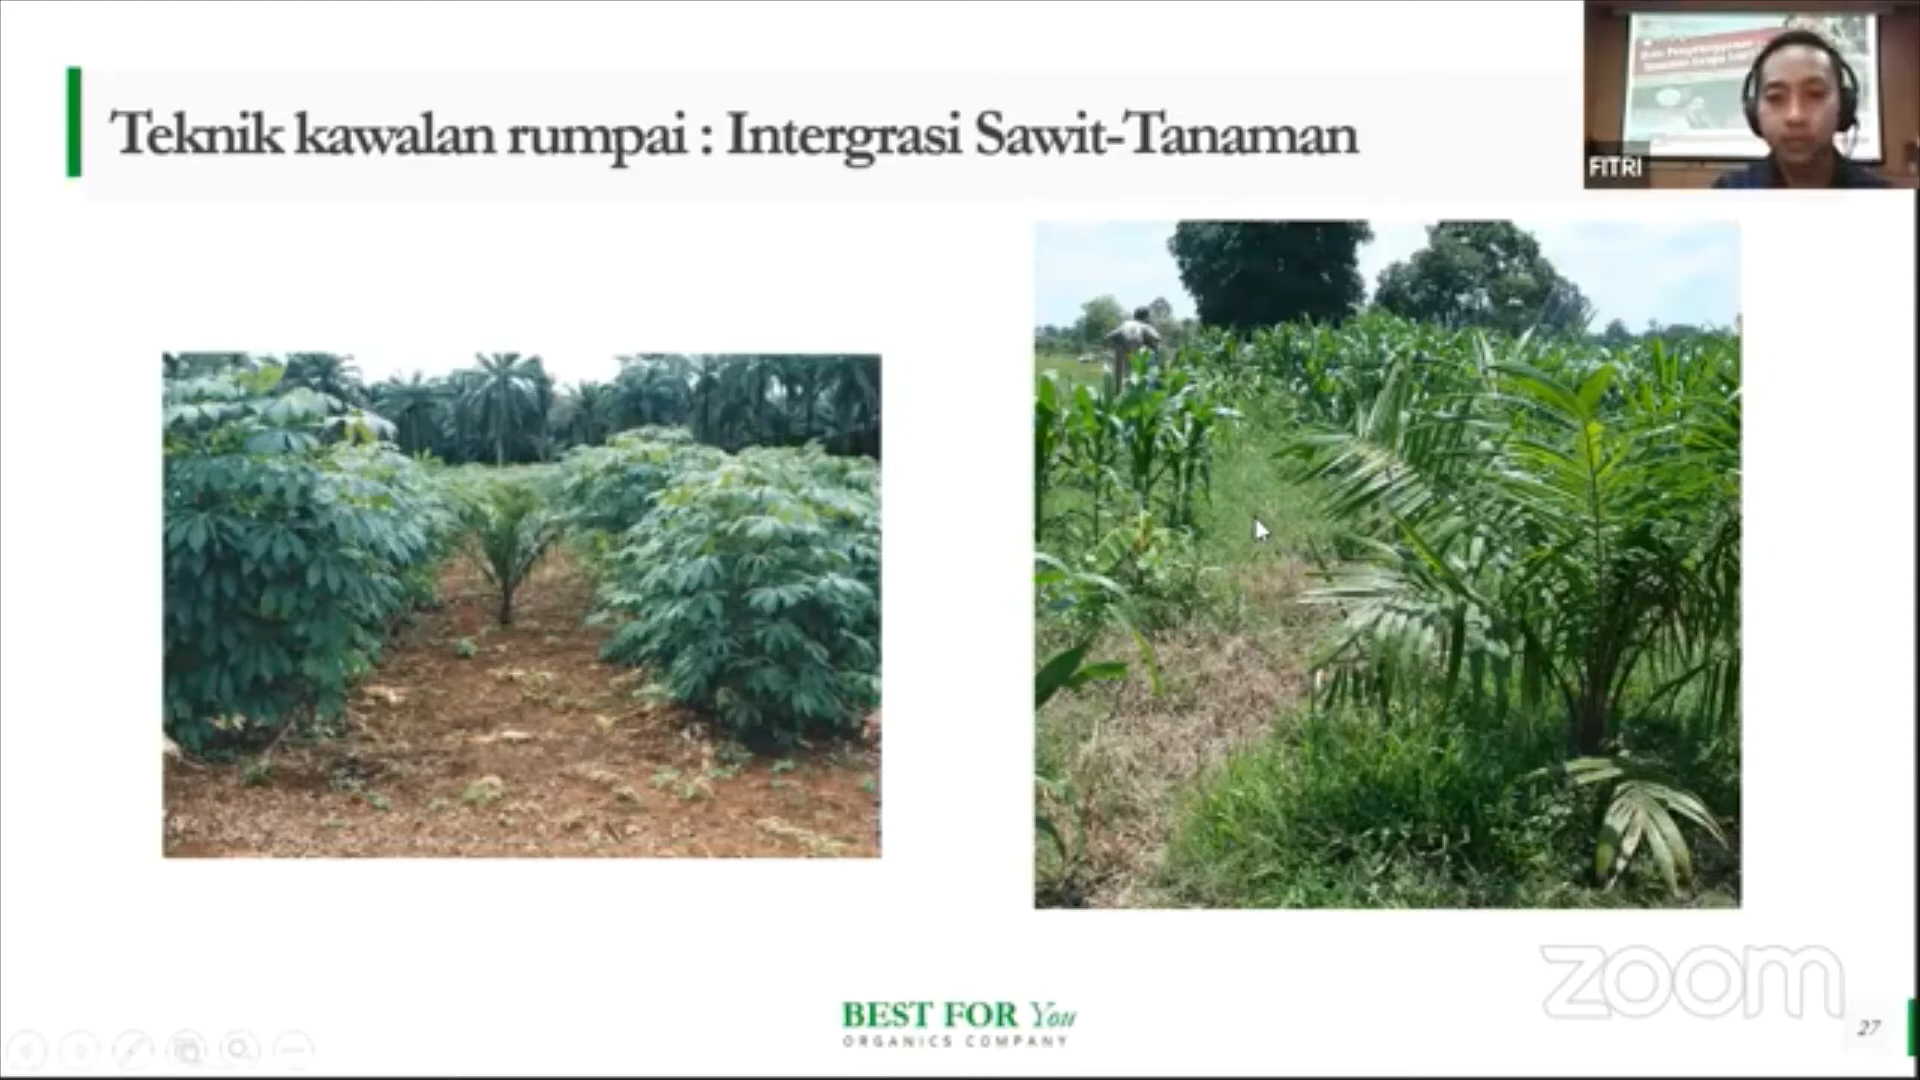 Teknik kawalan rumpai : Intergrasi Sawit-Tanaman
FITRI
zoom
BEST FOR You
ORGANICS COMPANY
27